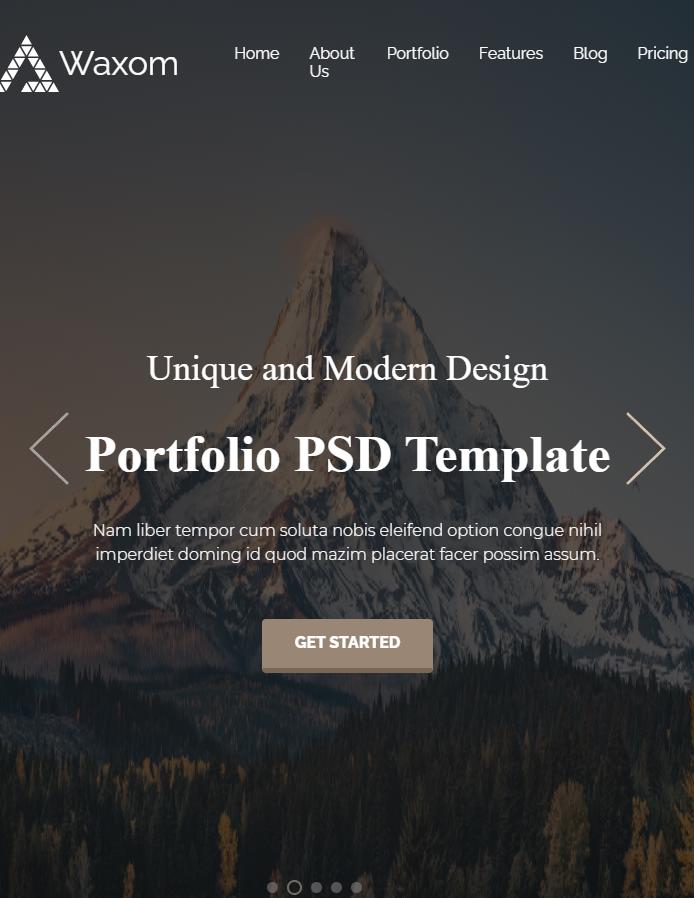 Waxom
Home About Us Portfolio Features Blog Pricing
Unique and Modern Design
Portfolio PSD Template
Nam liber tempor cum soluta nobis eleifend option congue nihil
imperdiet doming id quod mazim placerat facer possim assum.
GET STARTED